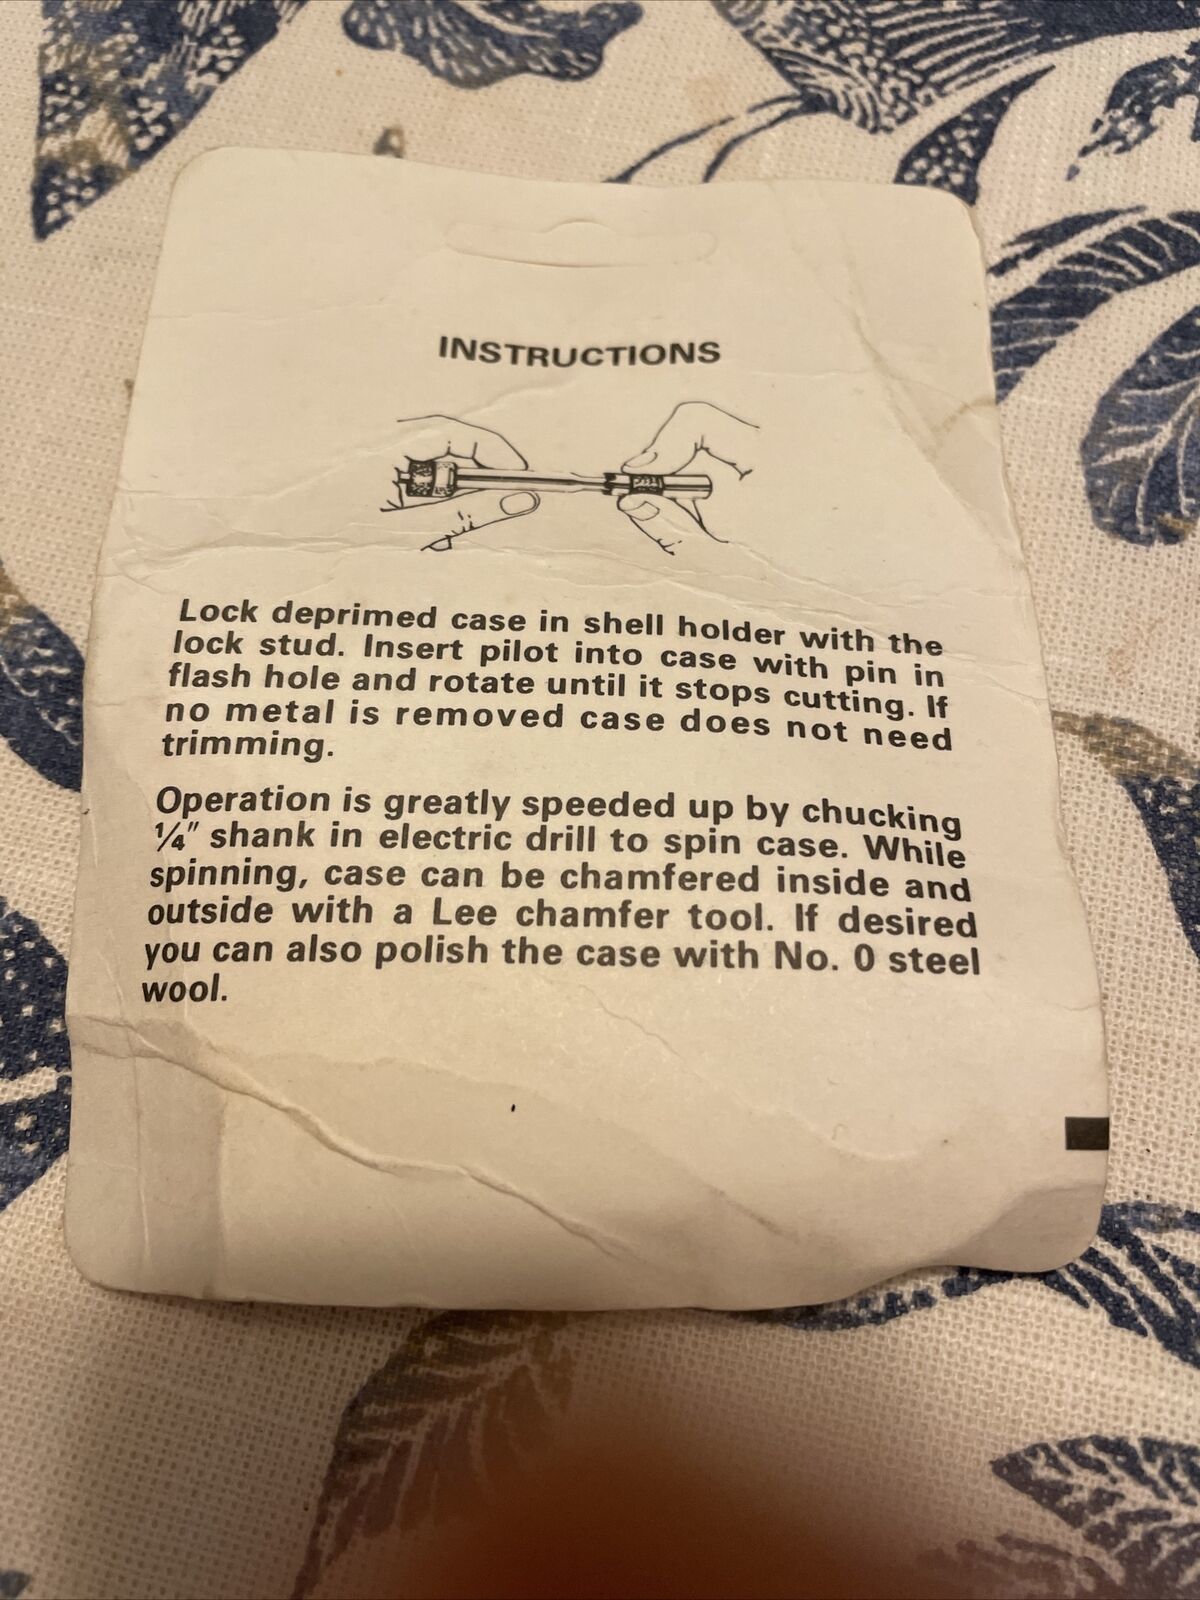 INSTRUCTIONS
Lock deprimed case in shell holder with the
lock stud. Insert pilot into case with pin in
flash hole and rotate until it stops cutting. If
no metal is removed case does not need
trimming.
Operation is greatly speeded up by chucking
¼" shank in electric drill to spin case. While
spinning, case can be chamfered inside and
outside with a Lee chamfer tool. If desired
you can also polish the case with No. 0 steel
wool.